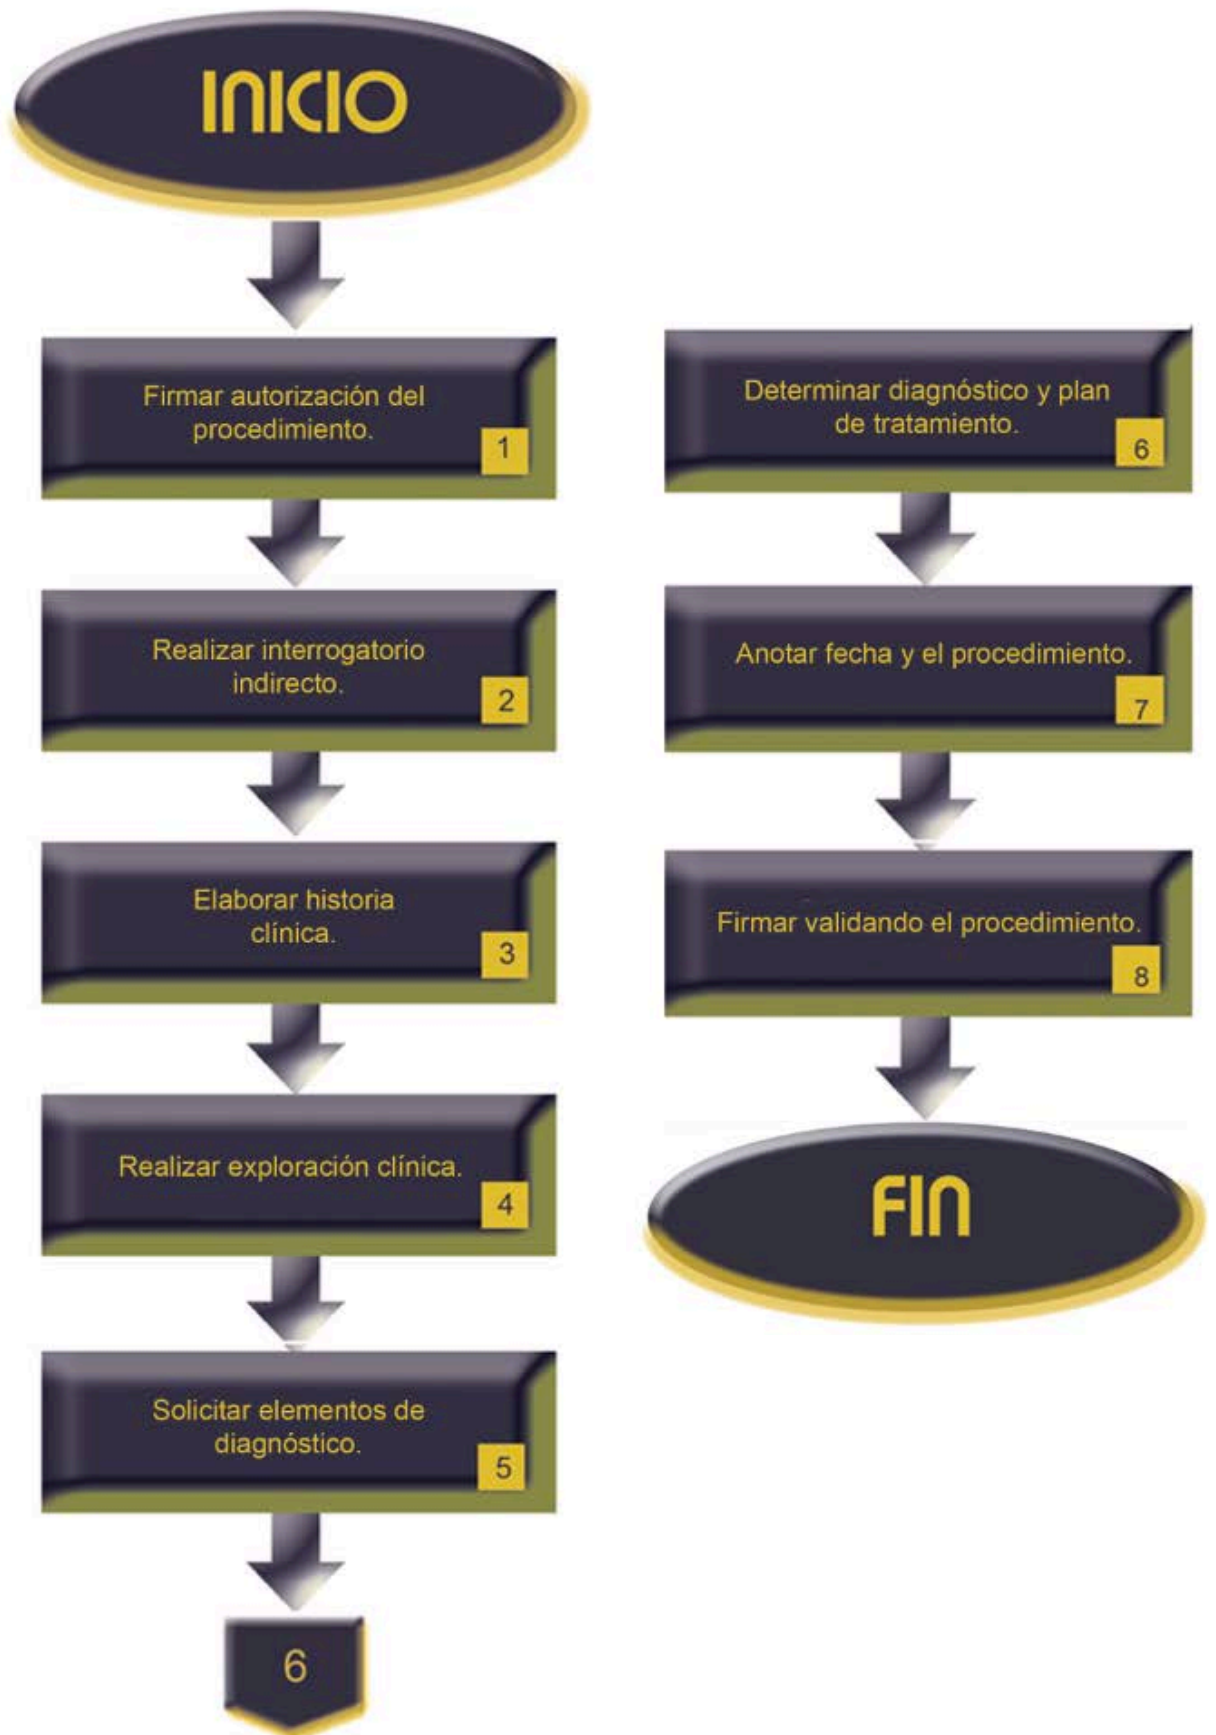 INICIO
Firmar autorización del
procedimiento.
1
Realizar interrogatorio
indirecto.
2
Elaborar historia
clínica.
3
Realizar exploración clínica.
4
Solicitar elementos de
diagnóstico.
5
6
Determinar diagnóstico y plan
de tratamiento.
6
Anotar fecha y el procedimiento.
7
Firmar validando el procedimiento.
8
FIN